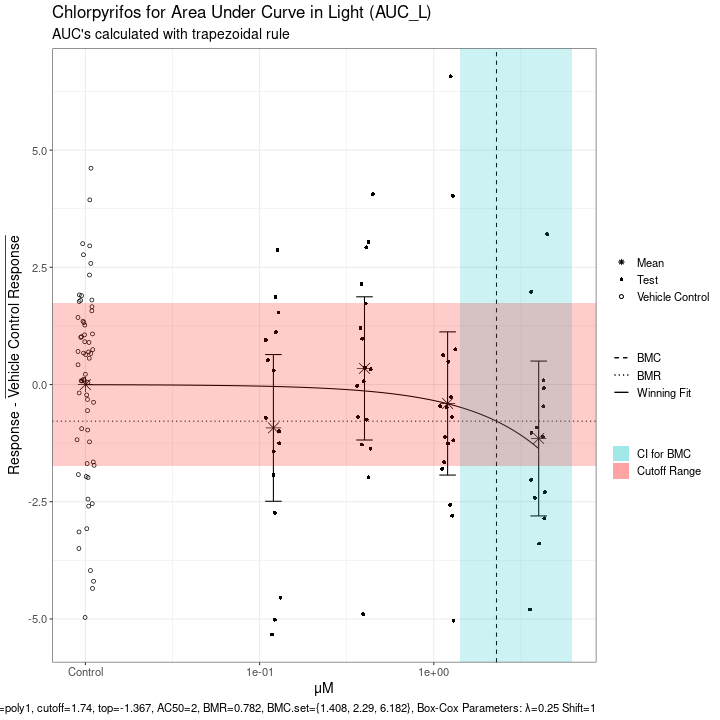 Chlorpyrifos for Area Under Curve in Light (AUC_L)
AUC's calculated with trapezoidal rule
Response - Vehicle Control Response
5.0
2.5
0.0
-2.5
-5.0
Control
1e-01
1e+00
μM
Mean
Test
Vehicle Control
BMC
BMR
Winning Fit
CI for BMC
Cutoff Range
=poly1, cutoff=1.74, top=-1.367, AC50=2, BMR=0.782, BMC.set={1.408, 2.29, 6.182}, Box-Cox Parameters: λ=0.25 Shift=1